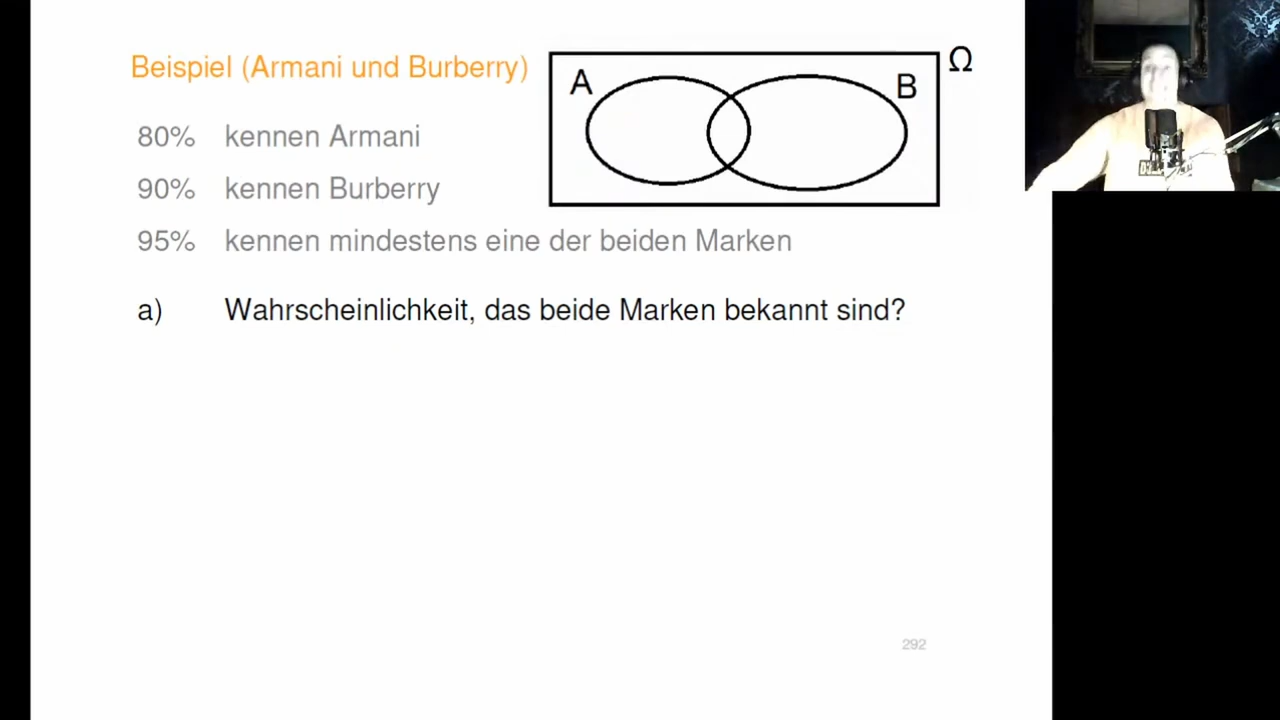 Beispiel (Armani und Burberry)
A
B
Ω
80% kennen Armani
90% kennen Burberry
95% kennen mindestens eine der beiden Marken
a) Wahrscheinlichkeit, das beide Marken bekannt sind?
292